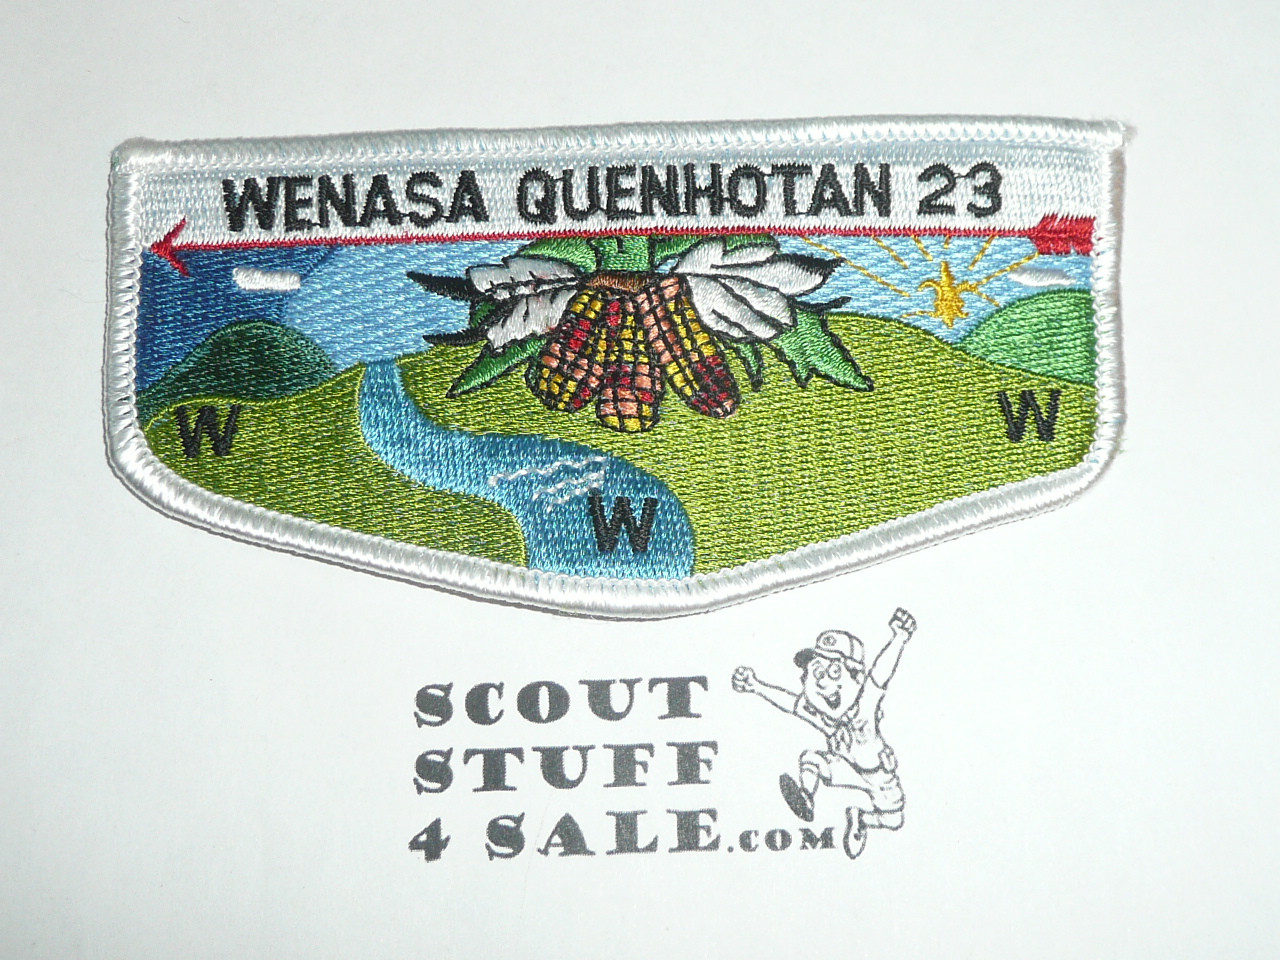 WENASA QUENHOTAN 23
W
W
W
SCOUT
STUFF
4 SALE.COM